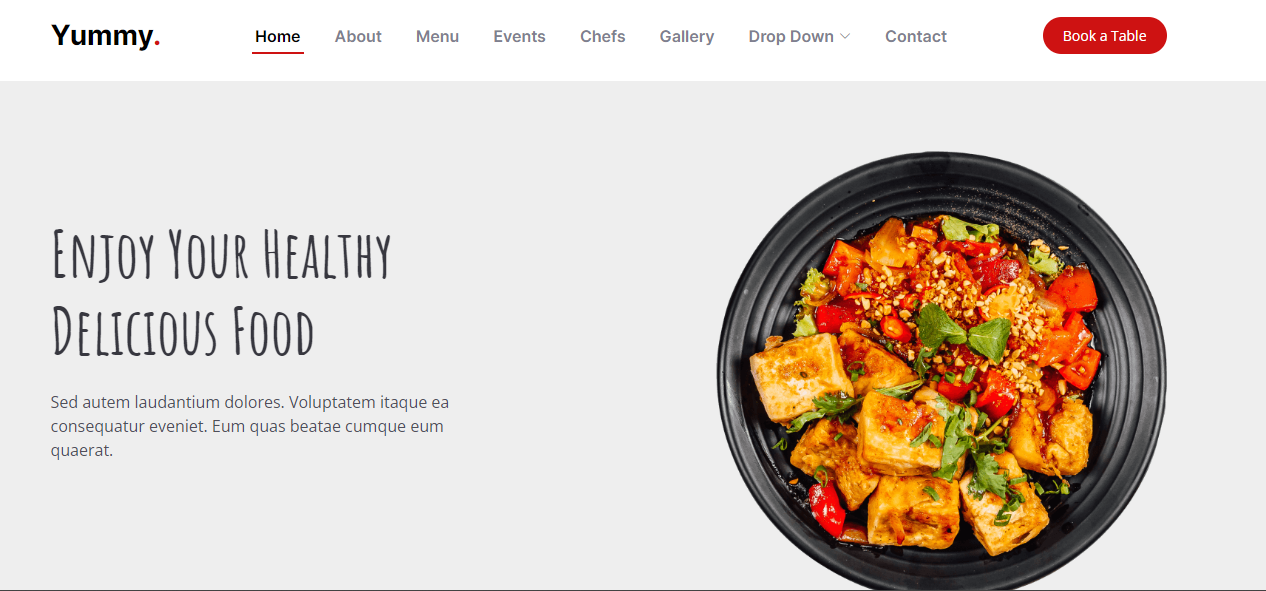 Yummy.
Home About Menu Events Chefs Gallery Drop Down Contact
Book a Table
Enjoy Your Healthy
Delicious Food
Sed autem laudantium dolores. Voluptatem itaque ea
consequatur eveniet. Eum quas beatae cumque eum
quaerat.